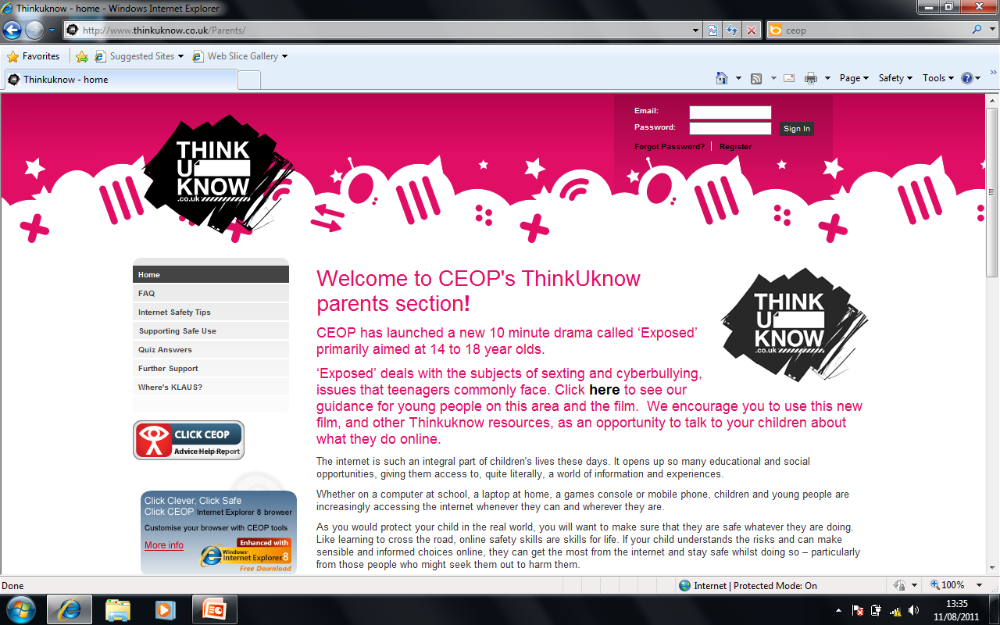 Thinkuknow - home - Windows Internet Explorer
http://www.thinkuknow.co.uk/Parents/
ceop
Favorites
Suggested Sites
Web Slice Gallery
Thinkuknow - home
Page
Safety
Tools
Email:
Password:
Sign In
Forgot Password?
Register
THINK
U
KNOW
.co.uk
Home
FAQ
Internet Safety Tips
Supporting Safe Use
Quiz Answers
Further Support
Where's KLAUS?
CLICK CEOP
Advice Help Report
Click Clever, Click Safe
Click CEOP Internet Explorer 8 browser
Customise your browser with CEOP tools
More info
Enhanced with
Windows
Internet Explorer 8
Free Download
Welcome to CEOP's ThinkUknow
parents section!
THINK
U
KNOW
.co.uk
CEOP has launched a new 10 minute drama called ‘Exposed’
primarily aimed at 14 to 18 year olds.
‘Exposed’ deals with the subjects of sexting and cyberbullying,
issues that teenagers commonly face. Click here to see our
guidance for young people on this area and the film. We encourage you to use this new
film, and other Thinkuknow resources, as an opportunity to talk to your children about
what they do online.
The internet is such an integral part of children's lives these days. It opens up so many educational and social
opportunities, giving them access to, quite literally, a world of information and experiences.
Whether on a computer at school, a laptop at home, a games console or mobile phone, children and young people are
increasingly accessing the internet whenever they can and wherever they are.
As you would protect your child in the real world, you will want to make sure that they are safe whatever they are doing.
Like learning to cross the road, online safety skills are skills for life. If your child understands the risks and can make
sensible and informed choices online, they can get the most from the internet and stay safe whilst doing so – particularly
from those people who might seek them out to harm them.
Done
Internet | Protected Mode: On
100%
13:35
11/08/2011